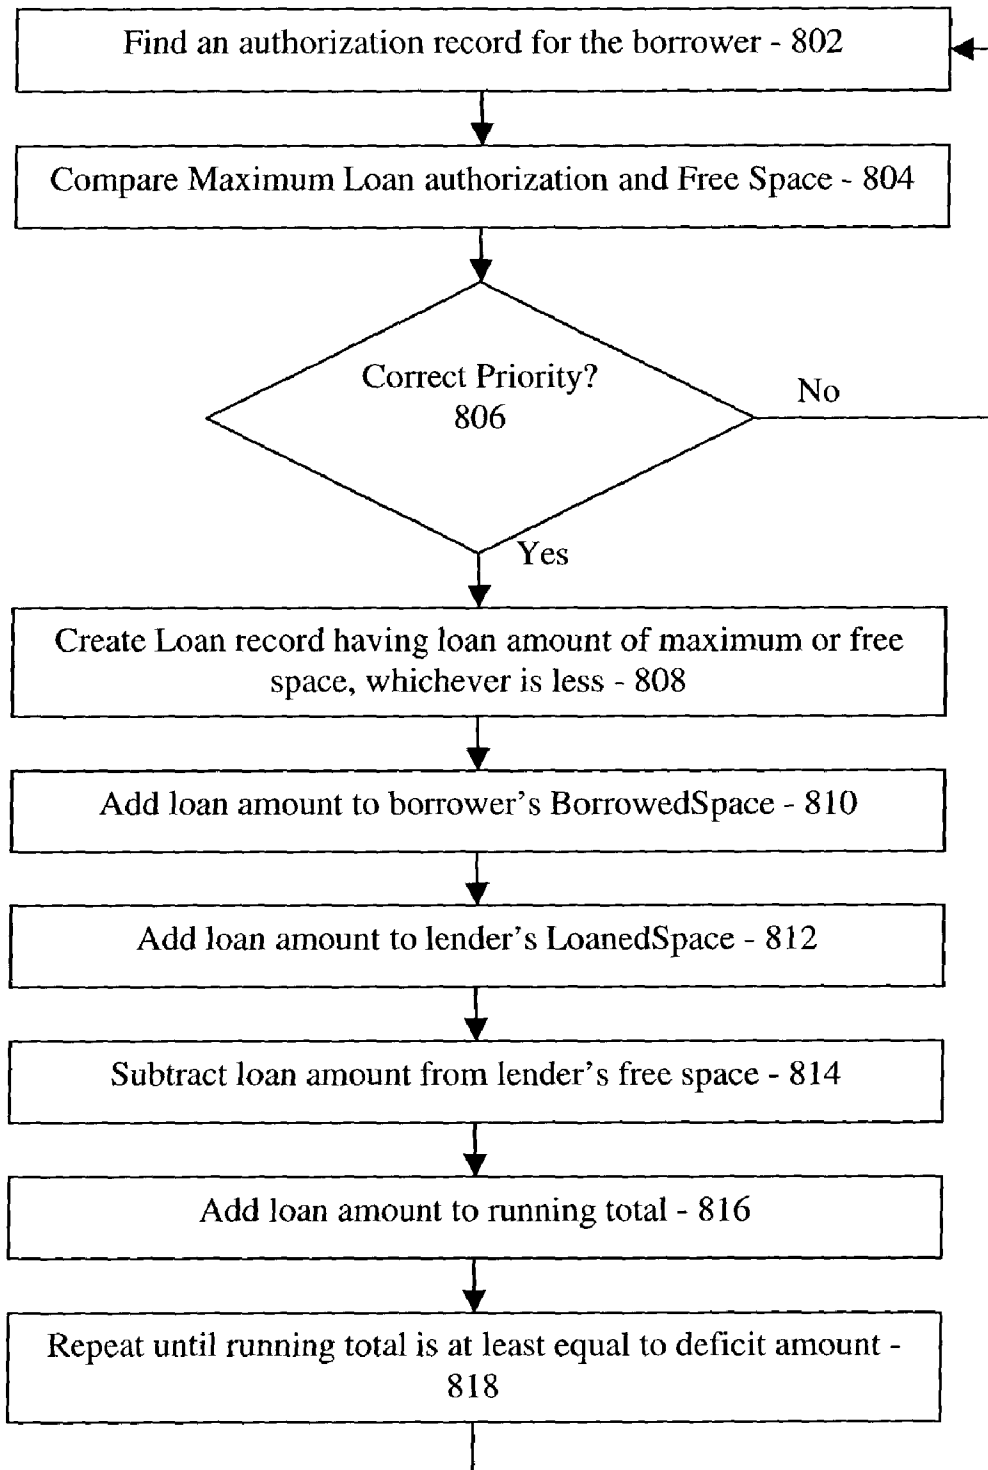 Find an authorization record for the borrower - 802
Compare Maximum Loan authorization and Free Space - 804
Correct Priority?
806
No
Yes
Create Loan record having loan amount of maximum or free
space, whichever is less - 808
Add loan amount to borrower's BorrowedSpace - 810
Add loan amount to lender's LoanedSpace - 812
Subtract loan amount from lender's free space - 814
Add loan amount to running total - 816
Repeat until running total is at least equal to deficit amount -
818